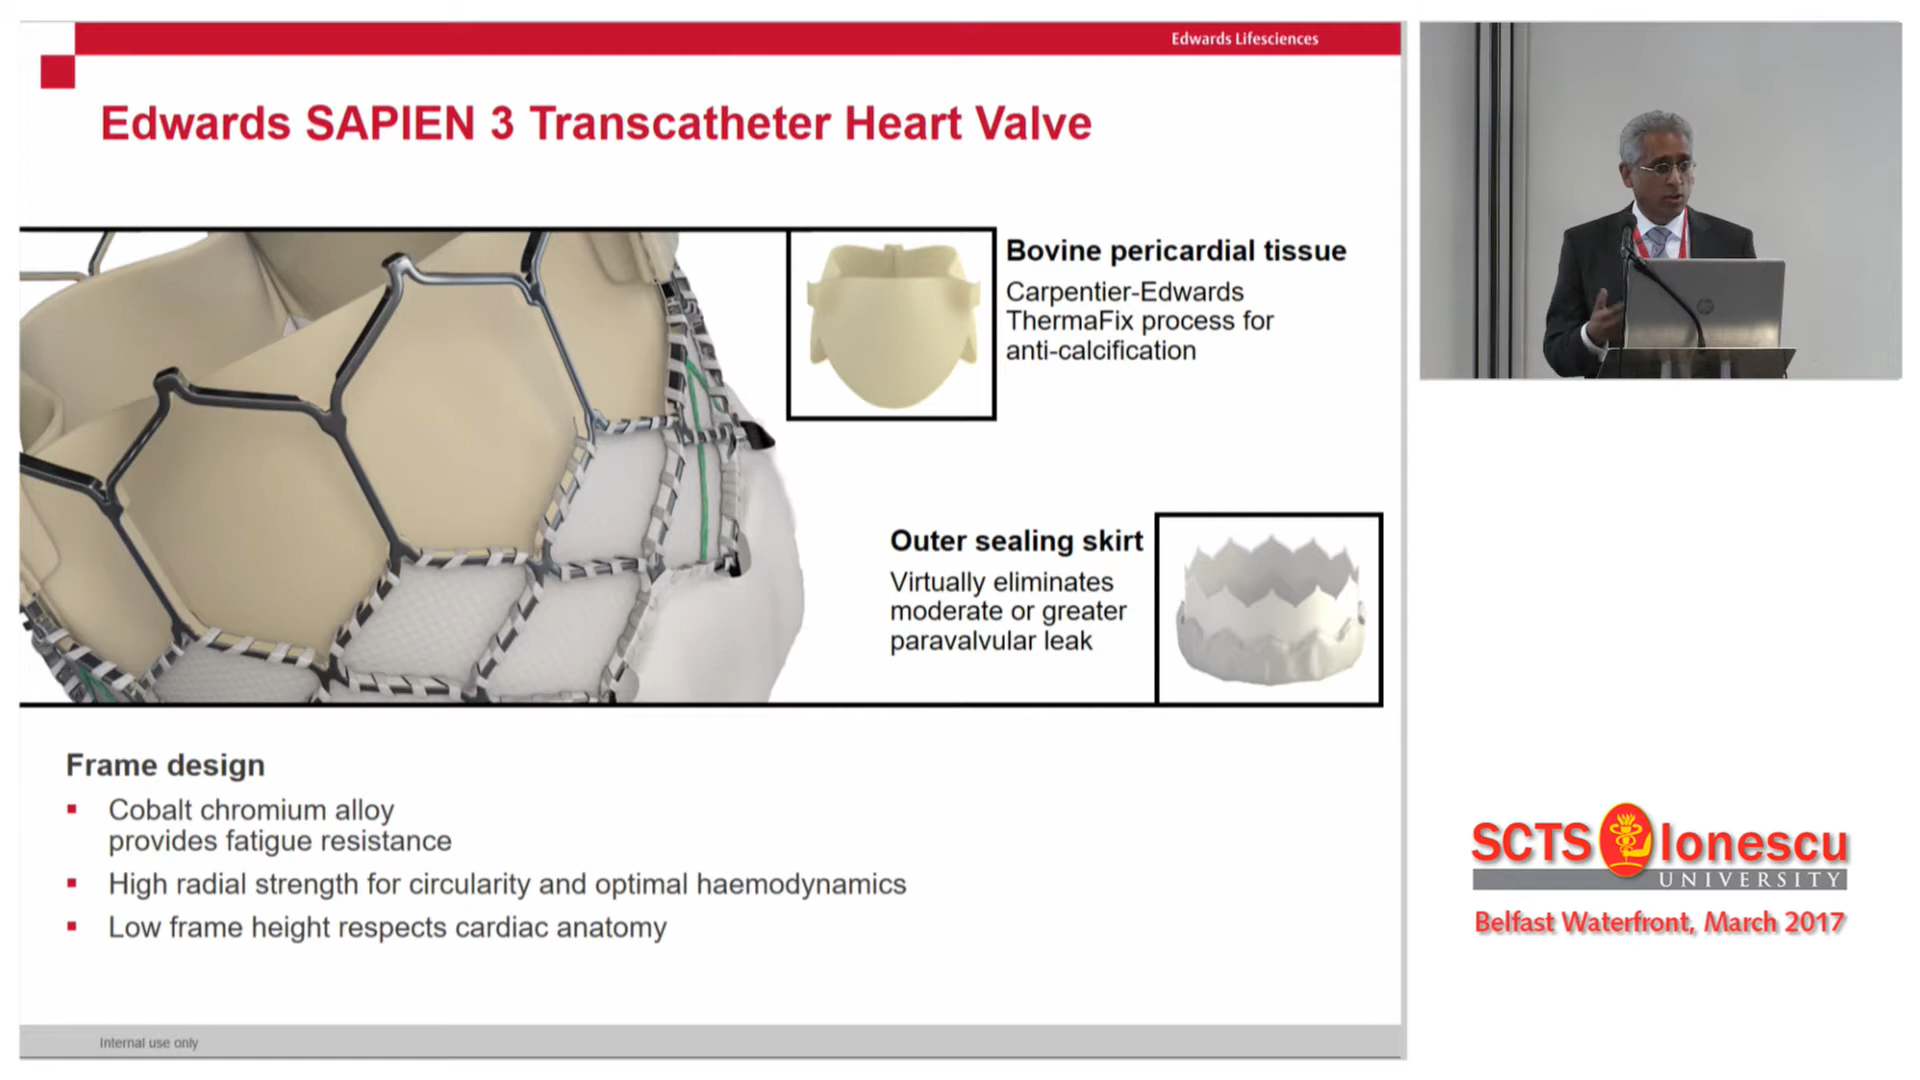 Edwards Lifesciences
Edwards SAPIEN 3 Transcatheter Heart Valve
Bovine pericardial tissue
Carpentier-Edwards
ThermaFix process for
anti-calcification
Outer sealing skirt
Virtually eliminates
moderate or greater
paravalvular leak
Frame design
Cobalt chromium alloy
provides fatigue resistance
High radial strength for circularity and optimal haemodynamics
Low frame height respects cardiac anatomy
Internal use only
SCTS Ionescu
UNIVERSITY
Belfast Waterfront, March 2017